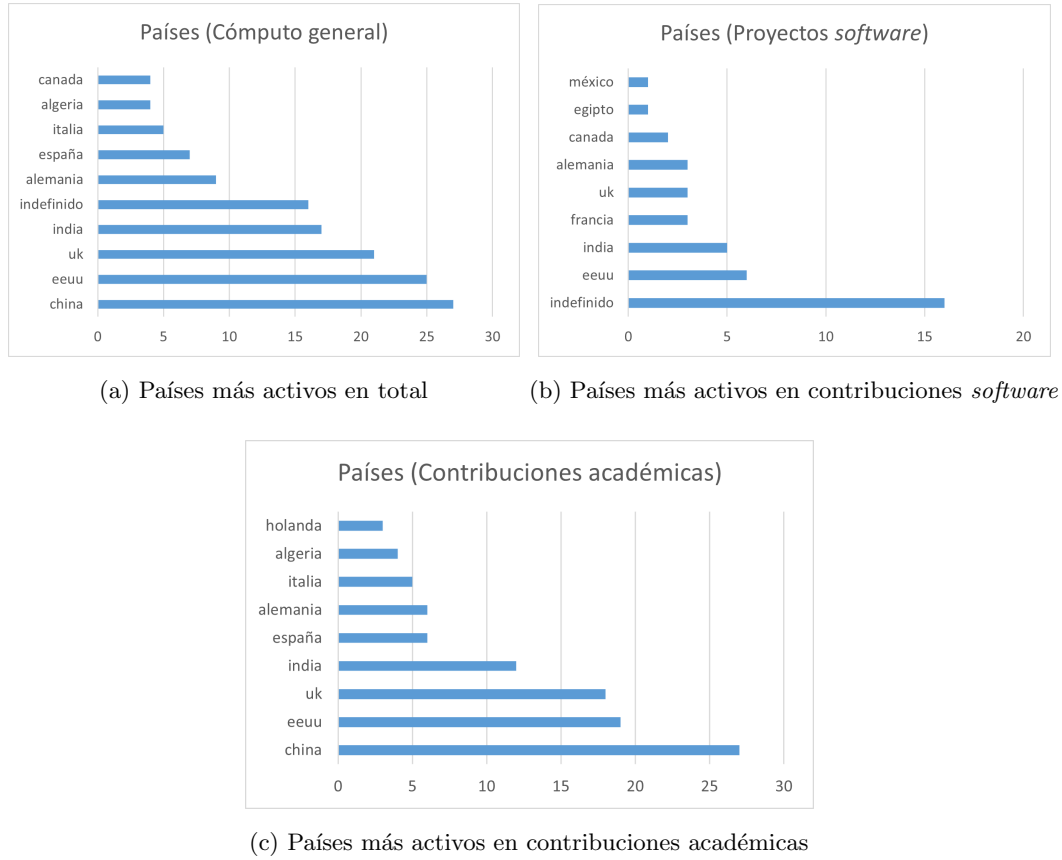 Países (Cómputo general)
canada
algeria
italia
españa
alemania
indefinido
india
uk
eeuu
china
0 5 10 15 20 25 30
(a) Países más activos en total
Países (Proyectos software)
méxico
egipto
canada
alemania
uk
francia
india
eeuu
indefinido
0 5 10 15 20
(b) Países más activos en contribuciones software
Países (Contribuciones académicas)
holanda
algeria
italia
alemania
españa
india
uk
eeuu
china
0 5 10 15 20 25 30
(c) Países más activos en contribuciones académicas